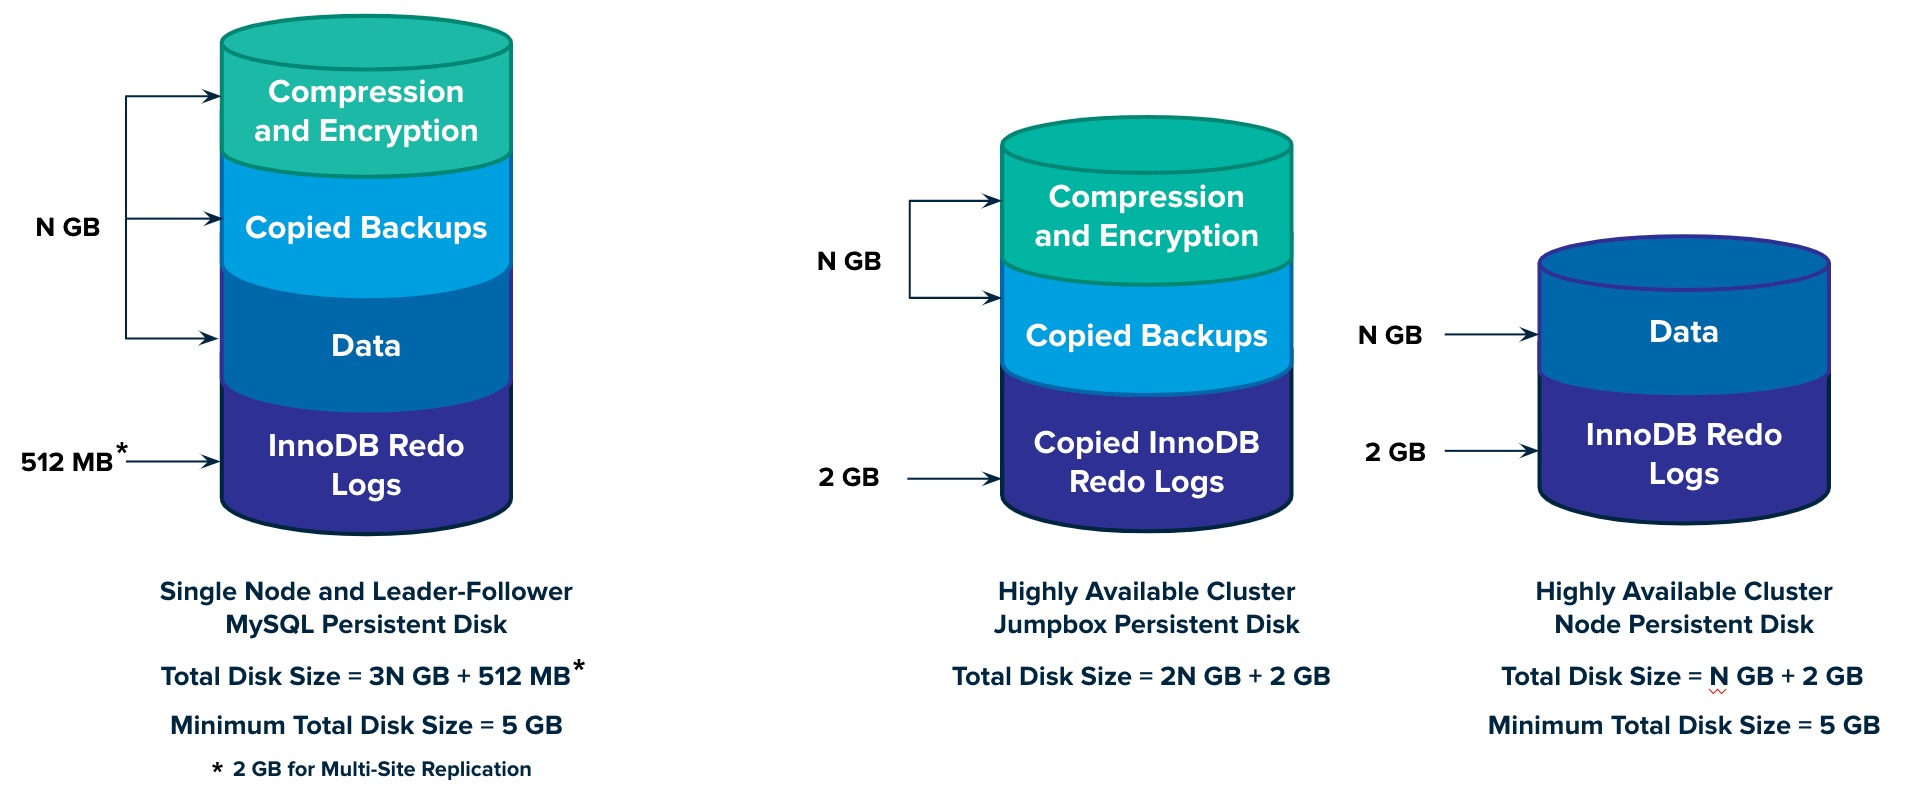 Compression
and Encryption
Copied Backups
N GB
Data
InnoDB Redo
Logs
512 MB*
Single Node and Leader-Follower
MySQL Persistent Disk
Total Disk Size = 3N GB + 512 MB*
Minimum Total Disk Size = 5 GB
* 2 GB for Multi-Site Replication
Compression
and Encryption
N GB
Copied Backups
Copied InnoDB
Redo Logs
2 GB
Highly Available Cluster
Jumpbox Persistent Disk
Total Disk Size = 2N GB + 2 GB
N GB
Data
2 GB
InnoDB Redo
Logs
Highly Available Cluster
Node Persistent Disk
Total Disk Size = N GB + 2 GB
Minimum Total Disk Size = 5 GB